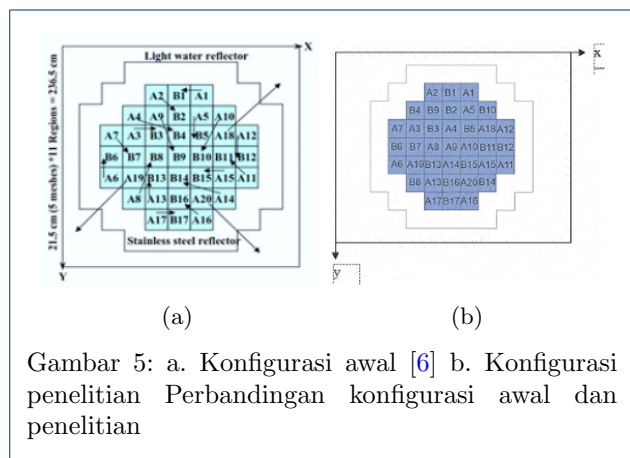 X
Light water reflector
A2 B1 A1
A4 A9 B2 A5 A10
A7 A3 B3 B4 B5 A18 A12
B6 B7 B8 B9 B10 B11 B12
A6 A19 B13 B14 B15 A15 A11
A8 A13 B16 A20 A14
A17 B17 A16
Stainless steel reflector
Y
21.5 cm (5 meshes) *11 Regions = 236.5 cm
x
A2 B1 A1
B4 B9 B2 A5 B10
A7 A3 B3 A4 B5 A18 A12
B6 B7 A8 A9 A10 B11 B12
A6 A19 B13 A14 B15 A15 A11
B8 A13 B16 A20 B14
A17 B17 A16
y
(a)
(b)
Gambar 5: a. Konfigurasi awal [6] b. Konfigurasi
penelitian Perbandingan konfigurasi awal dan
penelitian